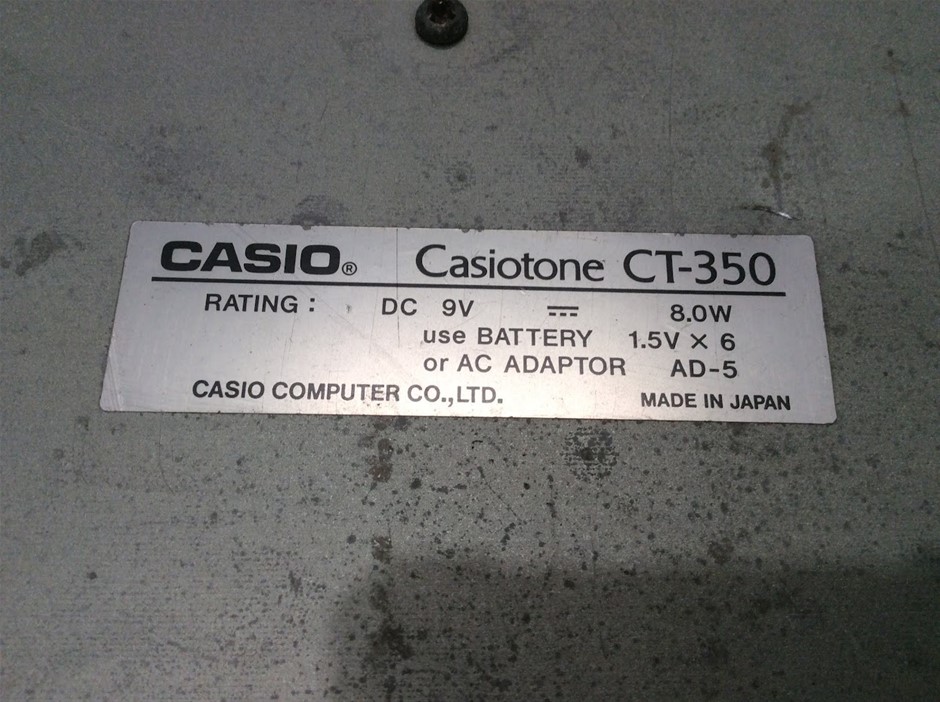 CASIO® Casiotone CT-350
RATING : DC 9V ⎓ 8.0W
use BATTERY 1.5V × 6
or AC ADAPTOR AD-5
CASIO COMPUTER CO.,LTD. MADE IN JAPAN